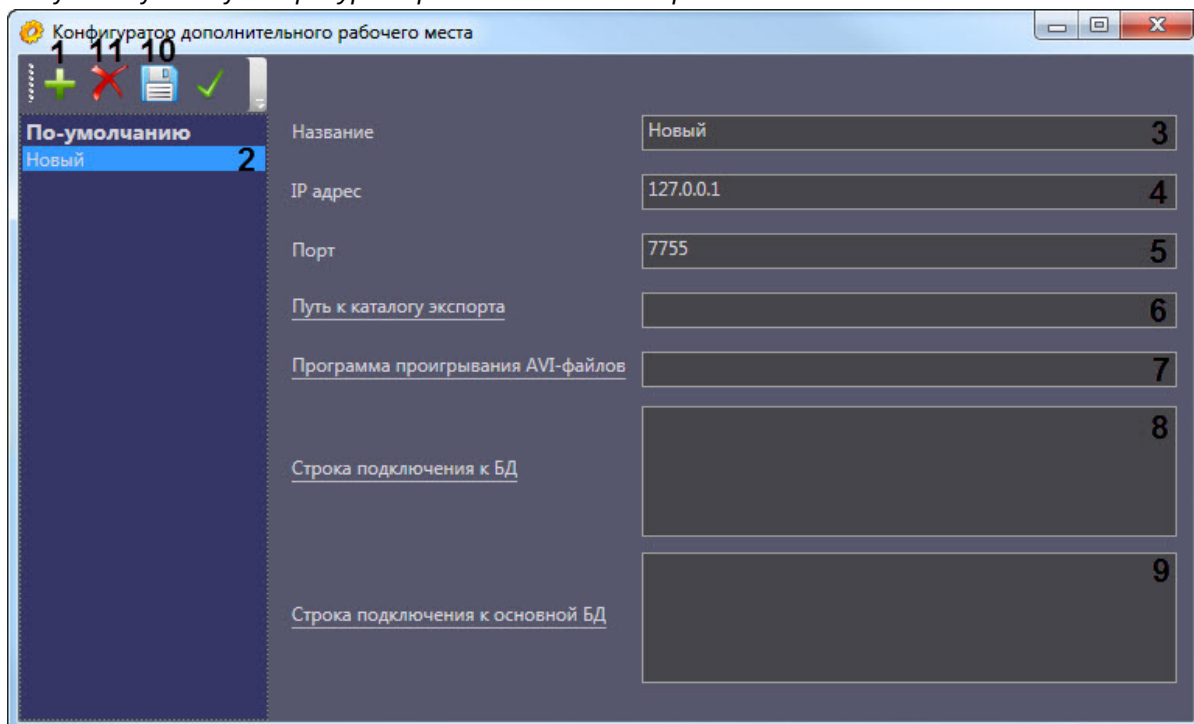 Конфигуратор дополнительного рабочего места
1 11 10
По-умолчанию
Новый 2
Название Новый 3
IP адрес 127.0.0.1 4
Порт 7755 5
Путь к каталогу экспорта 6
Программа проигрывания AVI-файлов 7
8
Строка подключения к БД
9
Строка подключения к основной БД